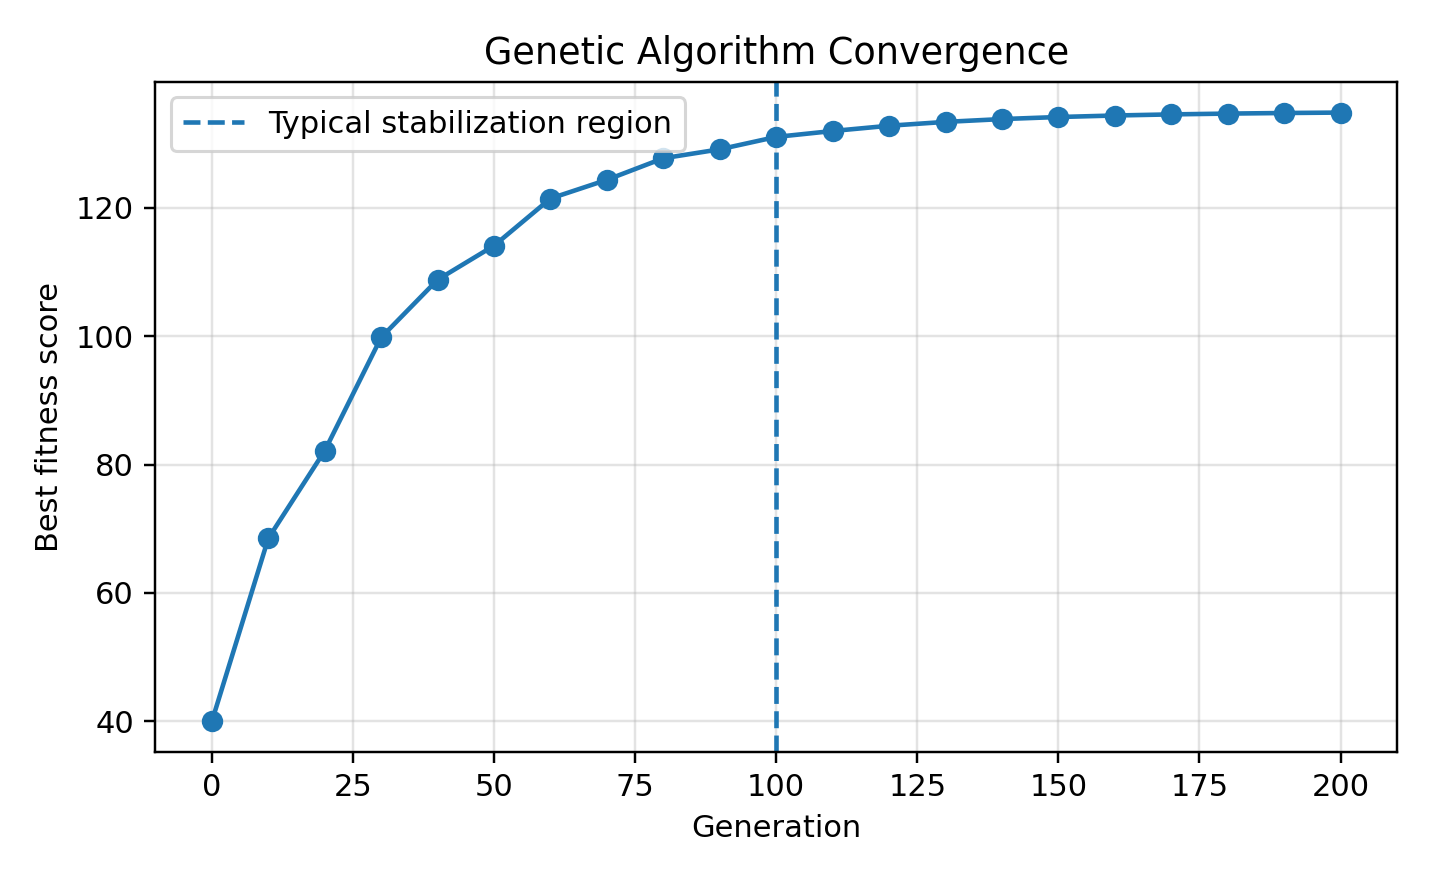 Genetic Algorithm Convergence
Typical stabilization region
120
100
80
60
40
Best fitness score
0 25 50 75 100 125 150 175 200
Generation